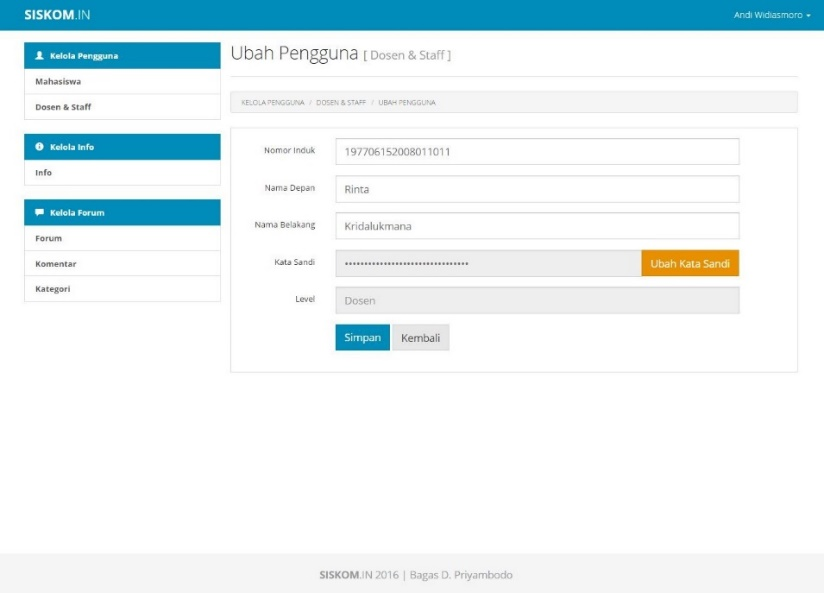 SISKOM.IN
Andi Widiasmoro
Kelola Pengguna
Mahasiswa
Dosen & Staff
Kelola Info
Info
Kelola Forum
Forum
Komentar
Kategori
Ubah Pengguna [ Dosen & Staff ]
KELOLA PENGGUNA / DOSEN & STAFF / UBAH PENGGUNA
Nomor Induk 197706152008011011
Nama Depan Rinta
Nama Belakang Kridalukmana
Kata Sandi •••••••••••••••••••••••••••••••• Ubah Kata Sandi
Level Dosen
Simpan Kembali
SISKOM.IN 2016 | Bagas D. Priyambodo